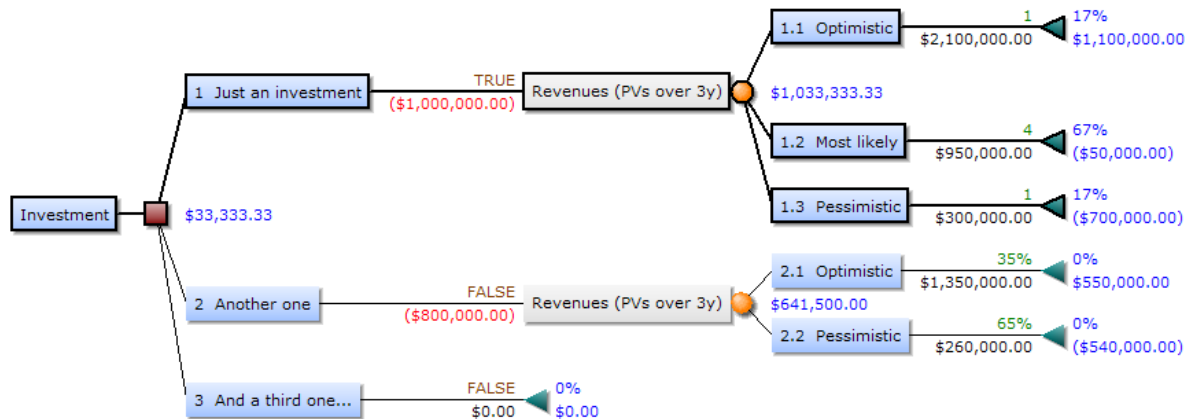 1.1 Optimistic
1
$2,100,000.00
17%
$1,100,000.00
1 Just an investment
TRUE
($1,000,000.00)
Revenues (PVs over 3y)
$1,033,333.33
1.2 Most likely
4
$950,000.00
67%
($50,000.00)
1.3 Pessimistic
1
$300,000.00
17%
($700,000.00)
Investment
$33,333.33
2 Another one
FALSE
($800,000.00)
Revenues (PVs over 3y)
$641,500.00
2.1 Optimistic
35%
$1,350,000.00
0%
$550,000.00
2.2 Pessimistic
65%
$260,000.00
0%
($540,000.00)
3 And a third one...
FALSE
$0.00
0%
$0.00